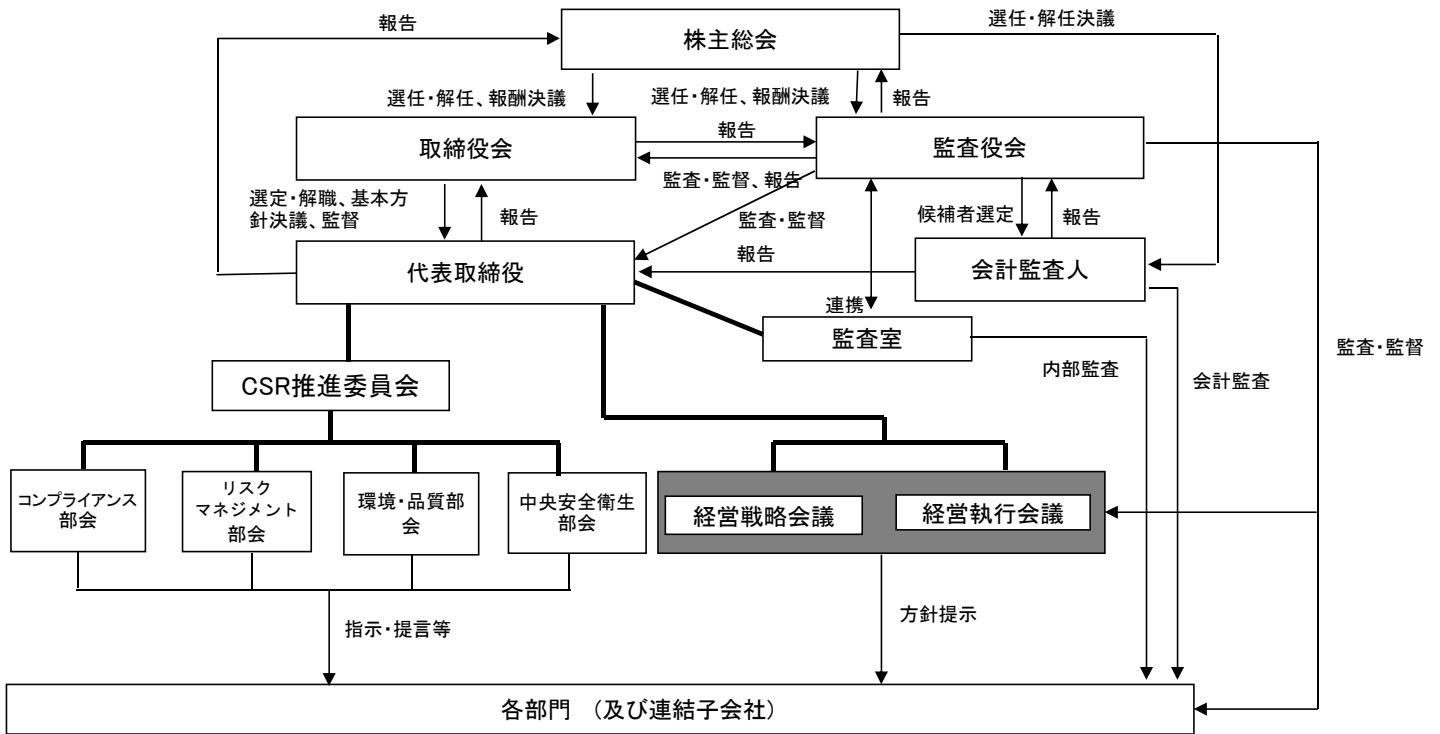 報告
株主総会
選任・解任決議
選任・解任、報酬決議
選任・解任、報酬決議
報告
取締役会
報告
監査役会
監査・監督、報告
選定・解職、基本方
針決議、監督
報告
監査・監督
候補者選定
報告
代表取締役
報告
会計監査人
連携
監査室
内部監査
会計監査
監査・監督
CSR推進委員会
コンプライアンス
部会
リスク
マネジメント
部会
環境・品質部
会
中央安全衛生
部会
経営戦略会議
経営執行会議
指示・提言等
方針提示
各部門 (及び連結子会社)